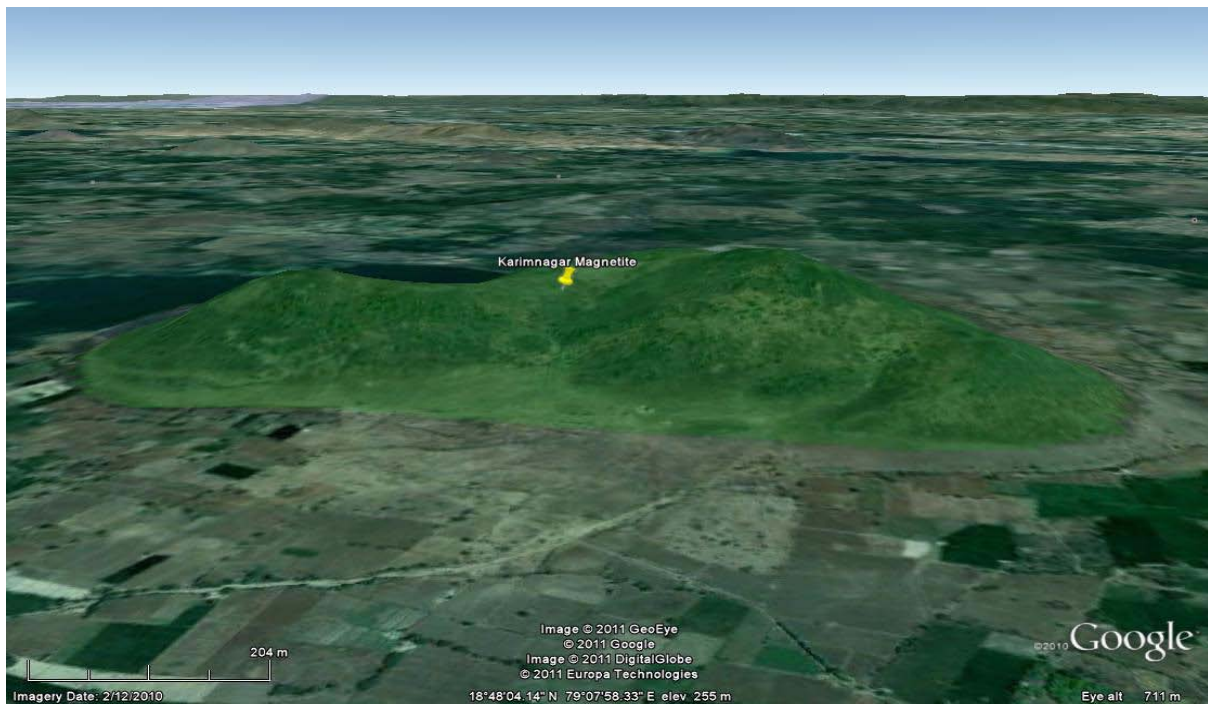 Karimnagar Magnetite
204 m
Image © 2011 GeoEye
© 2011 Google
Image © 2011 DigitalGlobe
© 2011 Europa Technologies
©2010 Google
Imagery Date: 2/12/2010
18°48'04.14" N 79°07'58.33" E elev 255 m
Eye alt 711 m